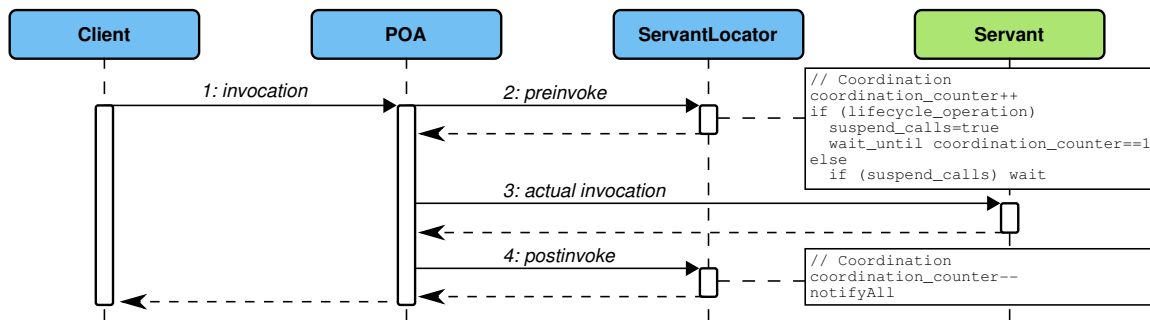 Client
POA
ServantLocator
Servant
1: invocation
2: preinvoke
// Coordination
coordination_counter++
if (lifecycle_operation)
  suspend_calls=true
  wait_until coordination_counter==1
else
  if (suspend_calls) wait
3: actual invocation
4: postinvoke
// Coordination
coordination_counter--
notifyAll